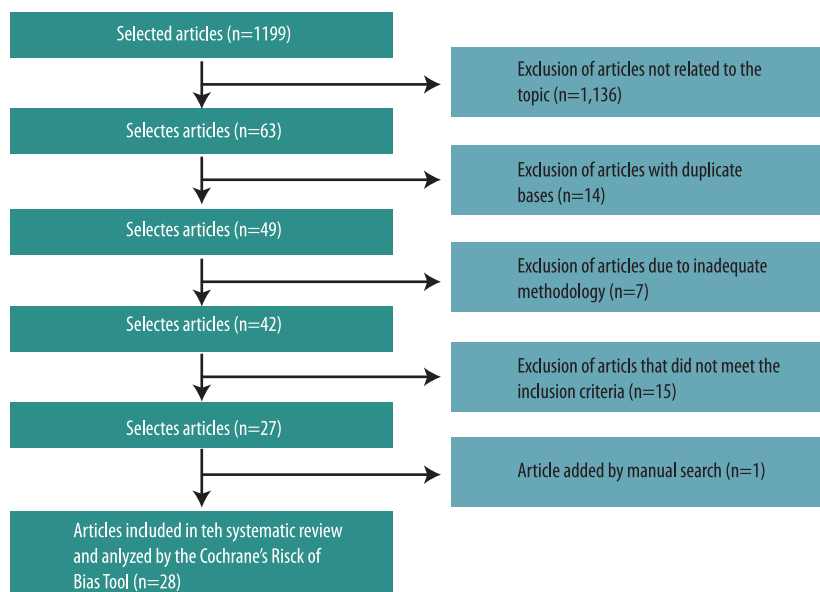 Selected articles (n=1199)
Exclusion of articles not related to the
topic (n=1,136)
Selectes articles (n=63)
Exclusion of articles with duplicate
bases (n=14)
Selectes articles (n=49)
Exclusion of articles due to inadequate
methodology (n=7)
Selectes articles (n=42)
Exclusion of articls that did not meet the
inclusion criteria (n=15)
Selectes articles (n=27)
Article added by manual search (n=1)
Articles included in teh systematic review
and anlyzed by the Cochrane's Risck of
Bias Tool (n=28)